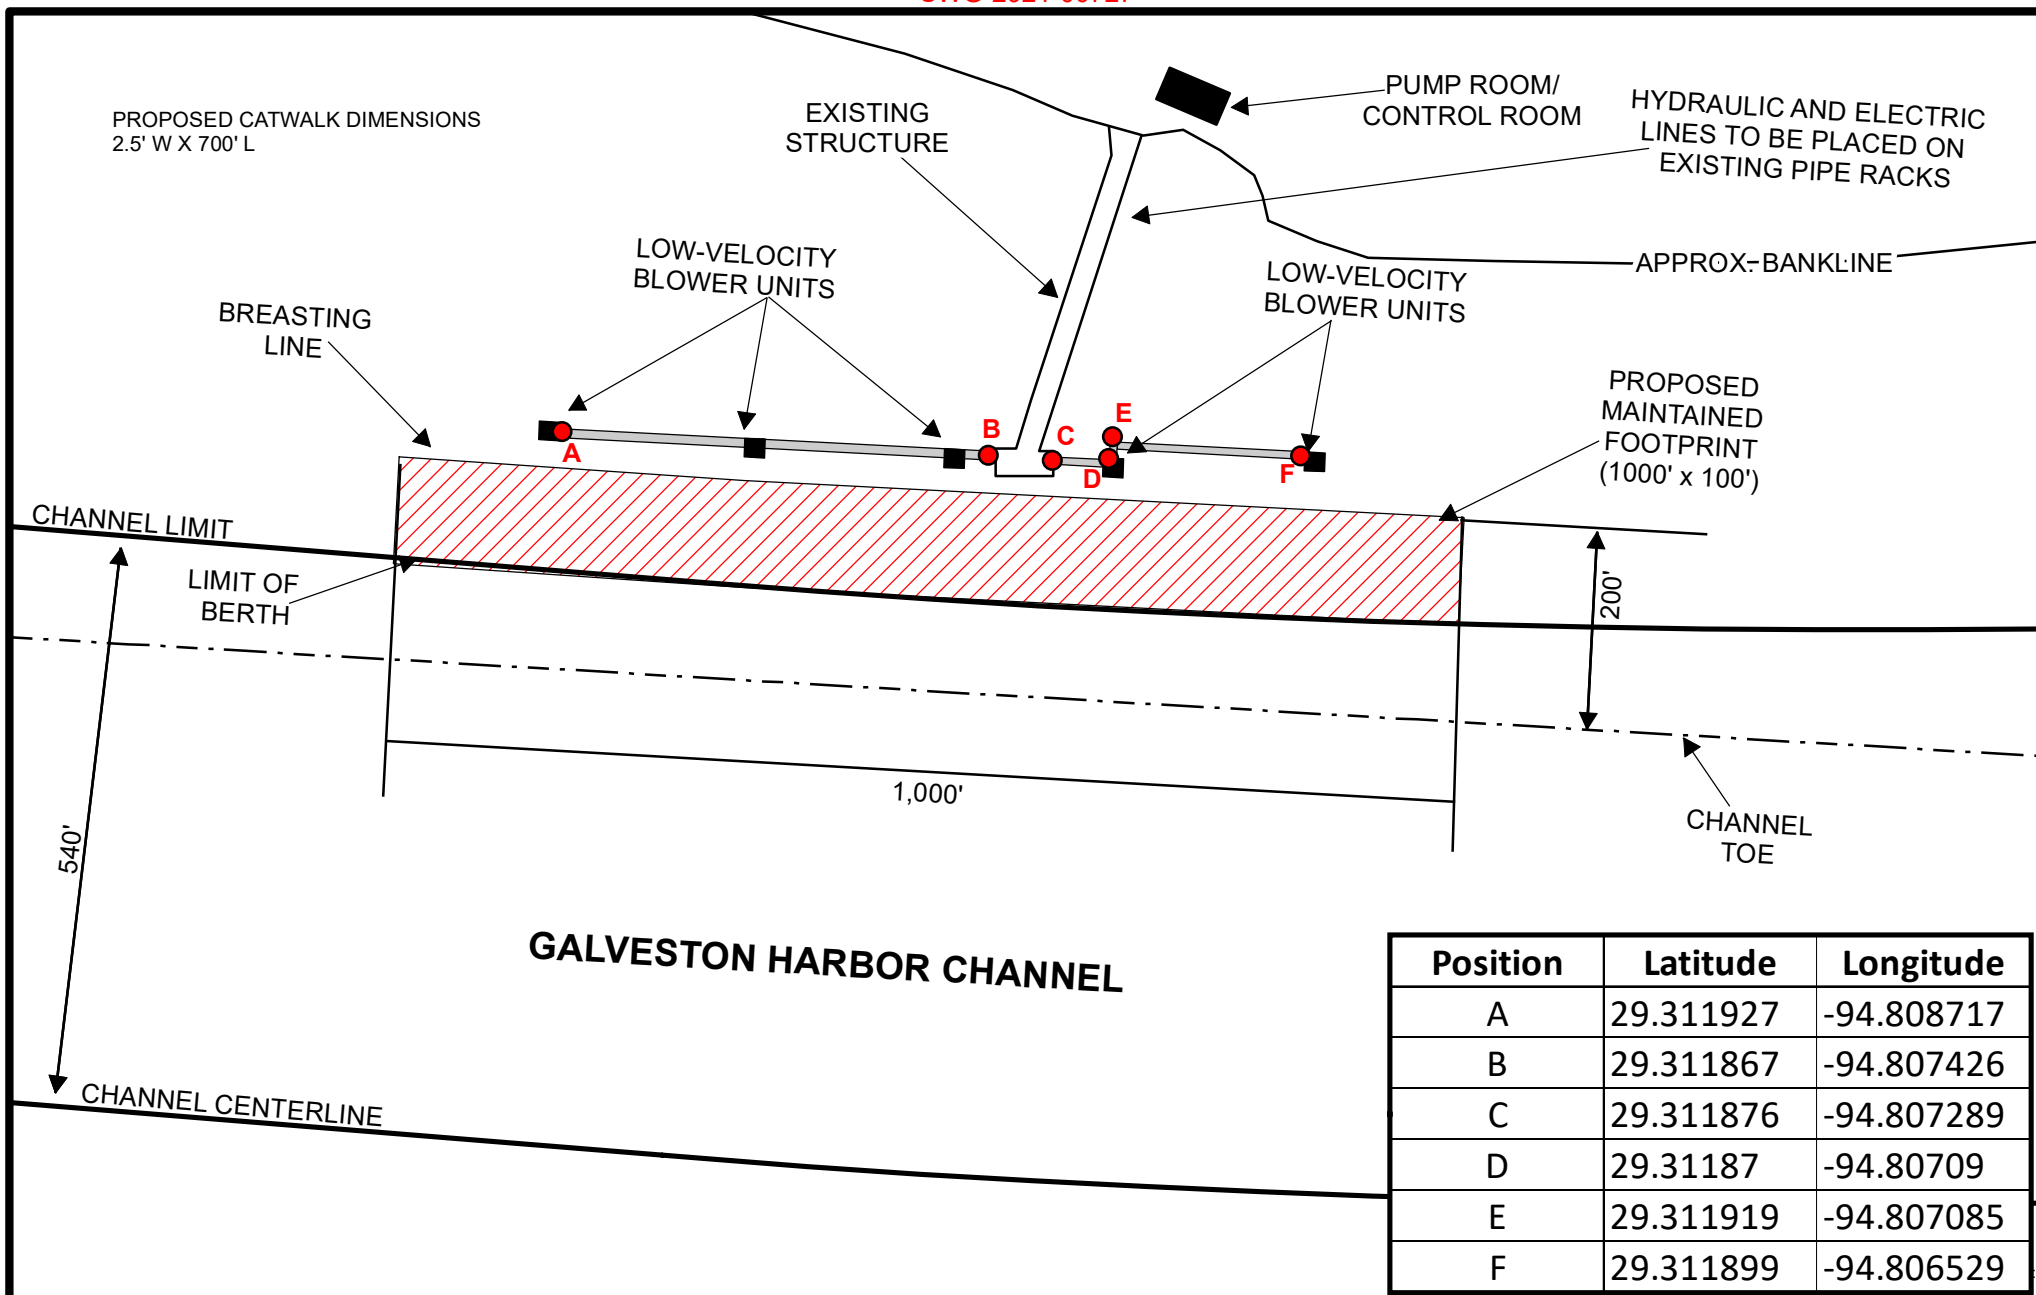 PROPOSED CATWALK DIMENSIONS
2.5' W X 700' L
EXISTING
STRUCTURE
PUMP ROOM/
CONTROL ROOM
HYDRAULIC AND ELECTRIC
LINES TO BE PLACED ON
EXISTING PIPE RACKS
LOW-VELOCITY
BLOWER UNITS
LOW-VELOCITY
BLOWER UNITS
APPROX. BANKLINE
BREASTING
LINE
PROPOSED
MAINTAINED
FOOTPRINT
(1000' x 100')
A
B
C
D
E
F
CHANNEL LIMIT
LIMIT OF
BERTH
200'
1,000'
540'
CHANNEL
TOE
GALVESTON HARBOR CHANNEL
CHANNEL CENTERLINE
Position Latitude Longitude
A 29.311927 -94.808717
B 29.311867 -94.807426
C 29.311876 -94.807289
D 29.31187 -94.80709
E 29.311919 -94.807085
F 29.311899 -94.806529